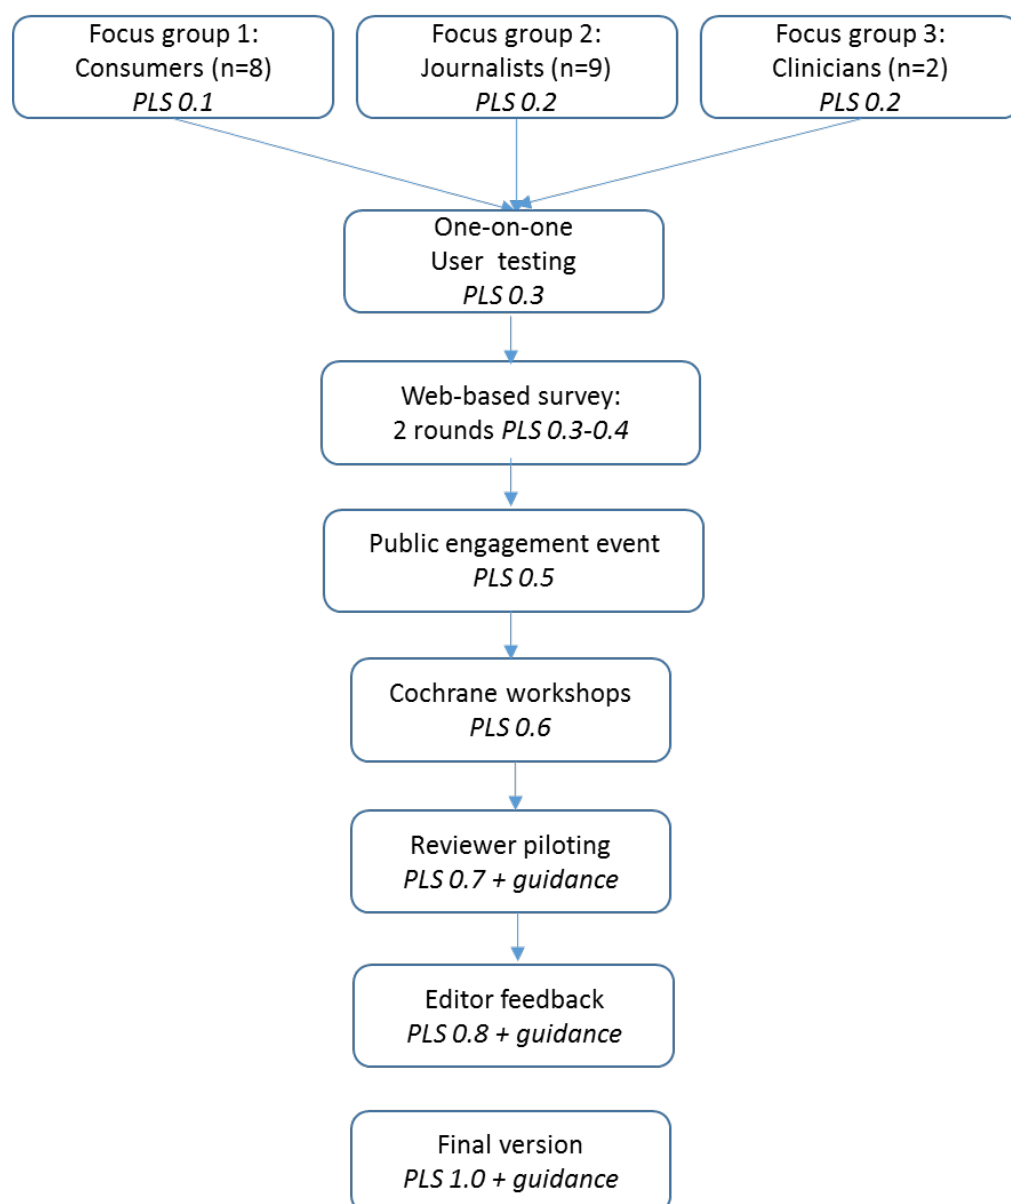 Focus group 1:
Consumers (n=8)
PLS 0.1
Focus group 2:
Journalists (n=9)
PLS 0.2
Focus group 3:
Clinicians (n=2)
PLS 0.2
One-on-one
User testing
PLS 0.3
Web-based survey:
2 rounds PLS 0.3-0.4
Public engagement event
PLS 0.5
Cochrane workshops
PLS 0.6
Reviewer piloting
PLS 0.7 + guidance
Editor feedback
PLS 0.8 + guidance
Final version
PLS 1.0 + guidance